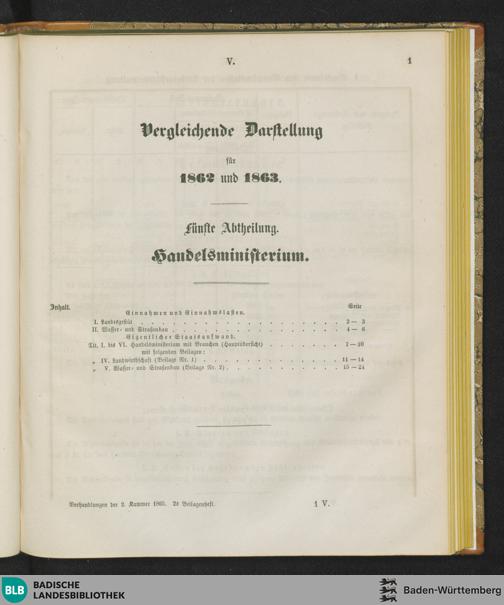 V. 1
Vergleichende Darstellung
für
1862 und 1863.
Fünfte Abtheilung.
Handelsministerium.
Inhalt. Seite
Einnahmen und Einnahmslasten.
I. Landesgestüt . . . . . . . . . . . . . . . . . 2 — 3
II. Wasser- und Straßenbau . . . . . . . . . . . . . . 4 — 6
Eigentlicher Staatsaufwand.
Tit. I. bis VI. Handelsministerium mit Branchen (Hauptübersicht) . . . . . . . 7 — 10
mit folgenden Beilagen:
„ IV. Landwirthschaft (Beilage Nr. 1) . . . . . . . . . . . 11 — 14
„ V. Wasser- und Straßenbau (Beilage Nr. 2) . . . . . . . . . 15 — 24
Verhandlungen der 2. Kammer 1865. 2s Beilagenheft. 1 V.
BLB BADISCHE
LANDESBIBLIOTHEK
Baden-Württemberg